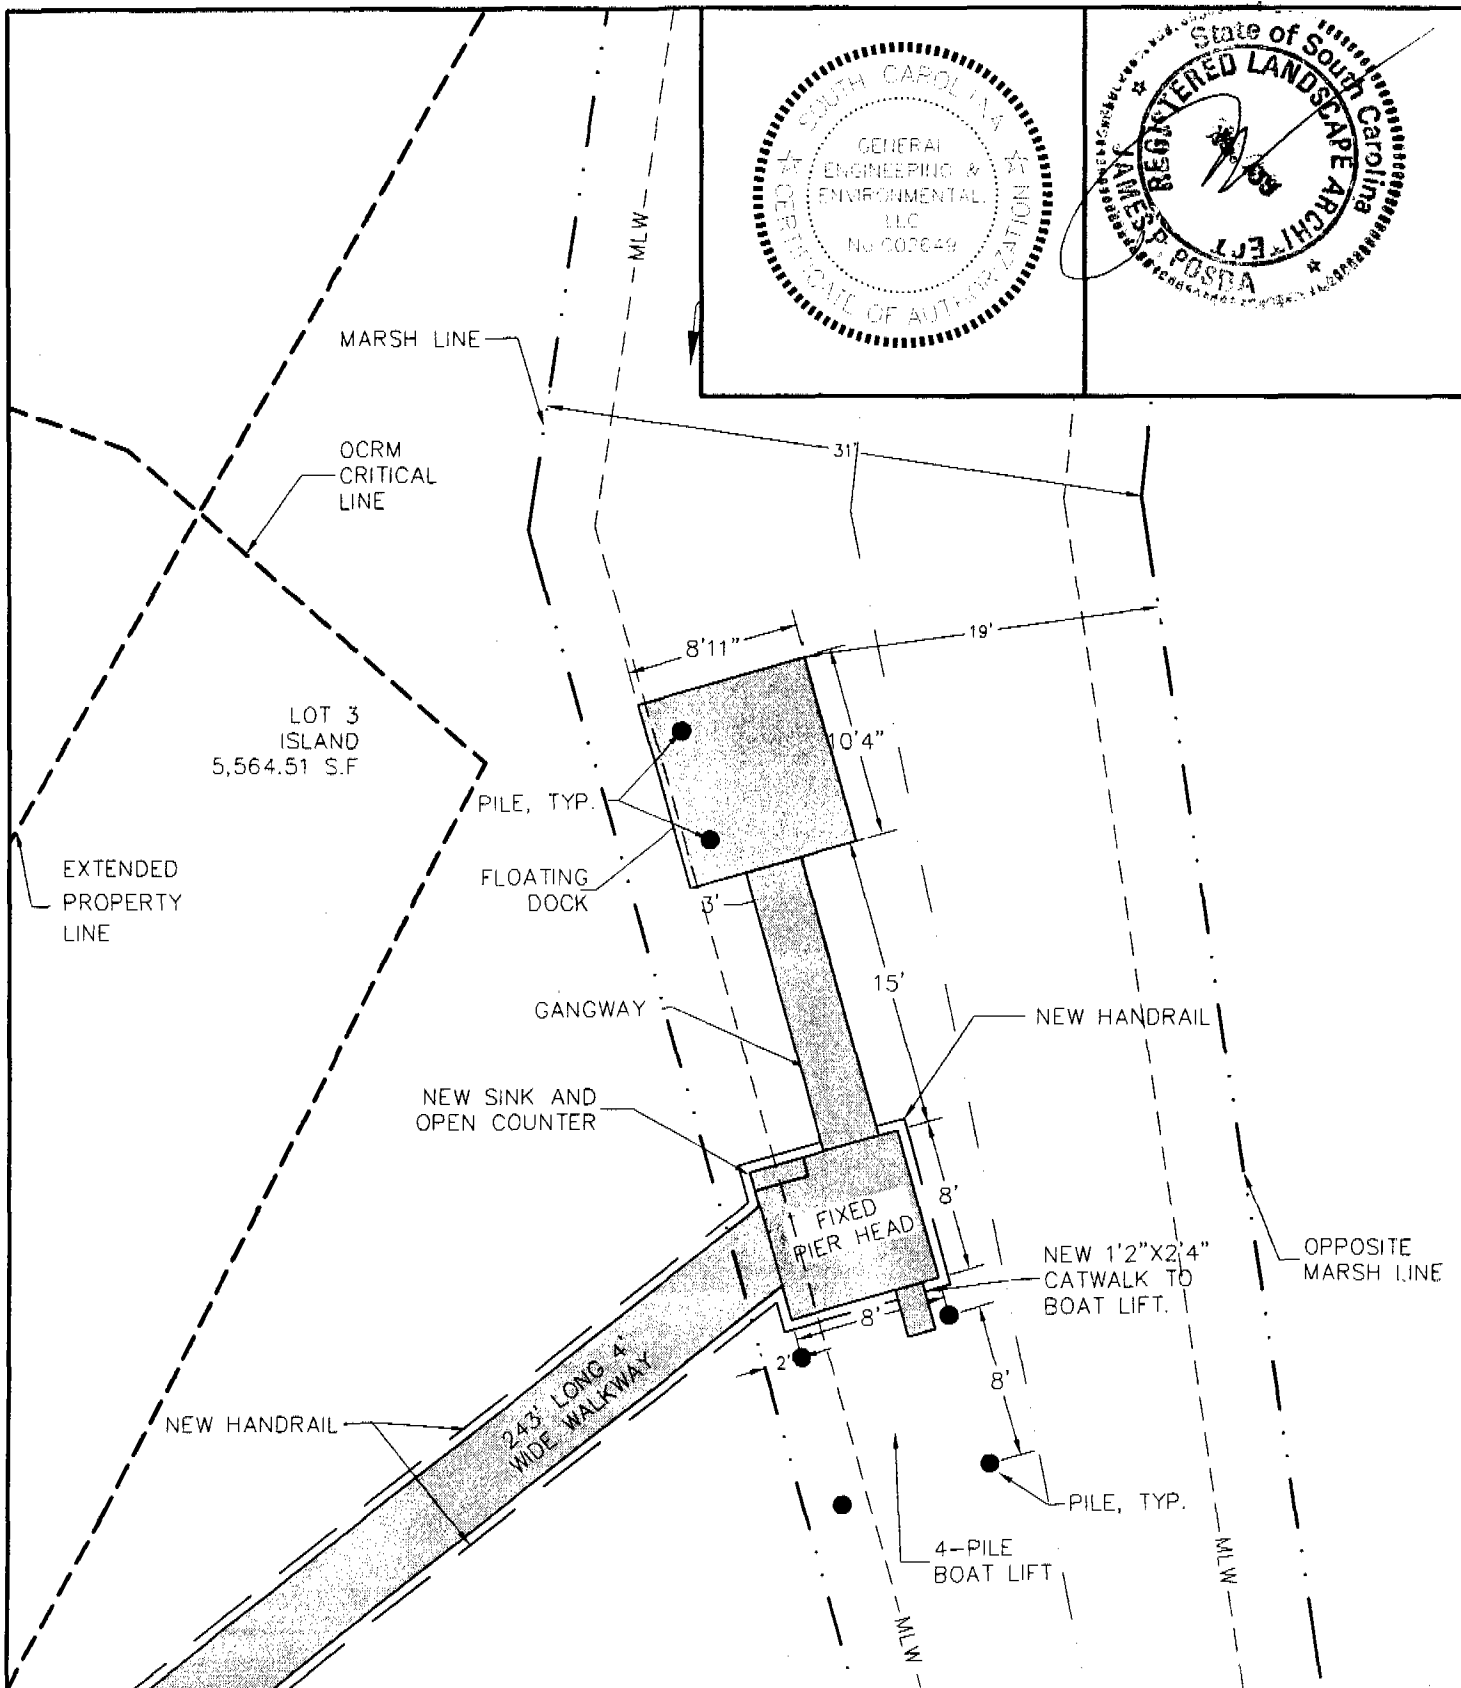 SOUTH CAROLINA
GENERAL
ENGINEERING &
ENVIRONMENTAL,
LLC
No. C02649
CERTIFICATE OF AUTHORIZATION
State of South Carolina
REGISTERED LANDSCAPE ARCHITECT
JAMES P.
MLW
MARSH LINE
31'
OCRM
CRITICAL
LINE
19'
8'11"
LOT 3
ISLAND
5,564.51 S.F
10'4"
PILE, TYP.
EXTENDED
PROPERTY
LINE
FLOATING
DOCK
3'
15'
GANGWAY
NEW HANDRAIL
NEW SINK AND
OPEN COUNTER
8'
FIXED
PIER HEAD
NEW 1'2"X2'4"
CATWALK TO
BOAT LIFT.
OPPOSITE
MARSH LINE
8'
2'
8'
243' LONG 4'
WIDE WALKWAY
NEW HANDRAIL
PILE, TYP.
4-PILE
BOAT LIFT
MLW
MLW